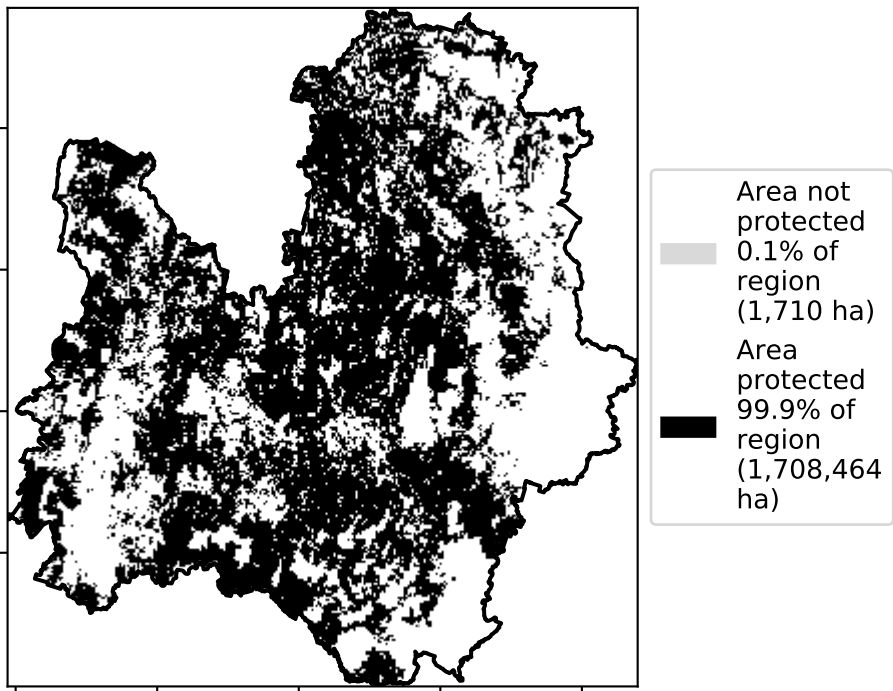 Area not
protected
0.1% of
region
(1,710 ha)
Area
protected
99.9% of
region
(1,708,464
ha)